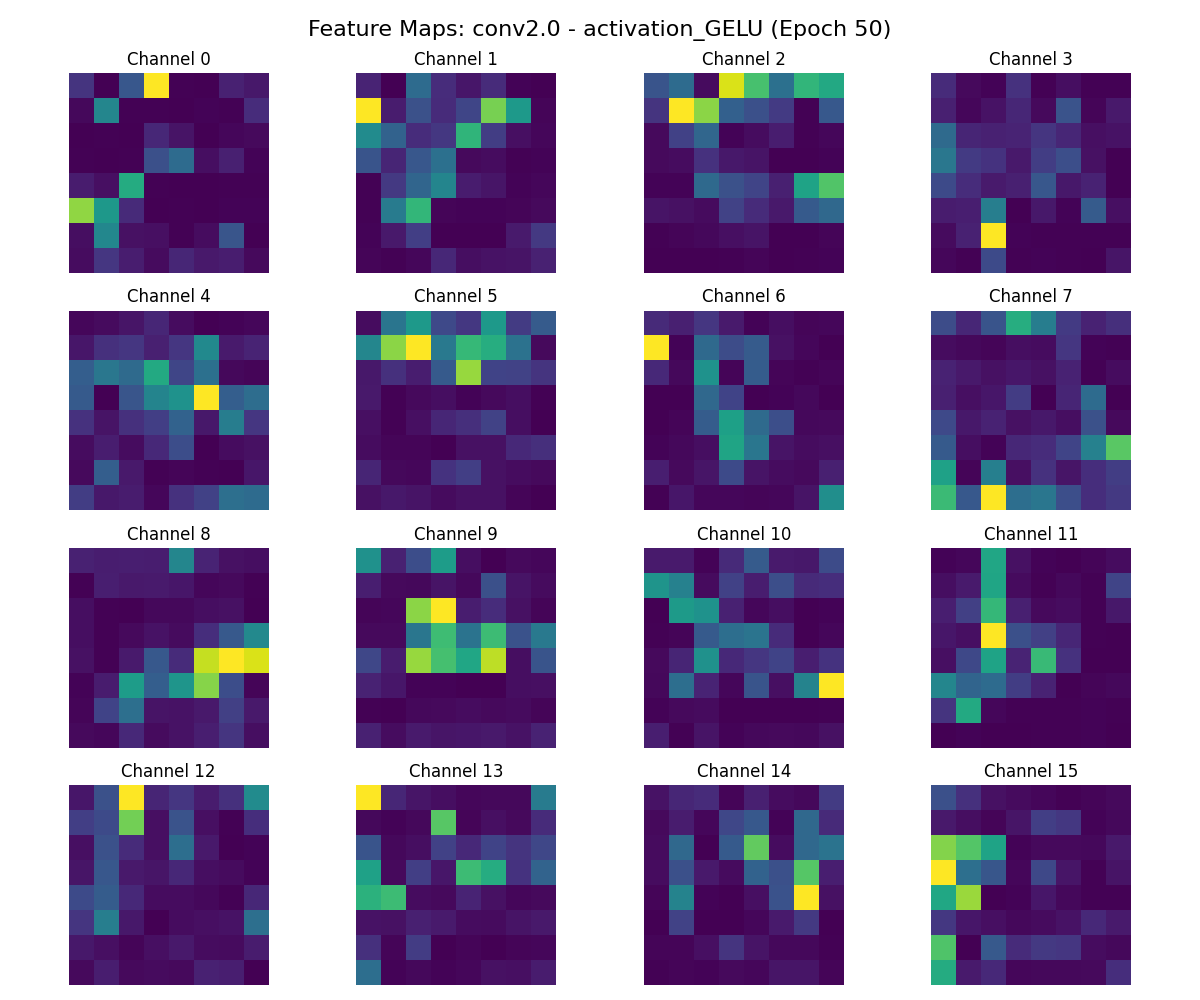 Feature Maps: conv2.0 - activation_GELU (Epoch 50)
Channel 0
Channel 1
Channel 2
Channel 3
Channel 4
Channel 5
Channel 6
Channel 7
Channel 8
Channel 9
Channel 10
Channel 11
Channel 12
Channel 13
Channel 14
Channel 15